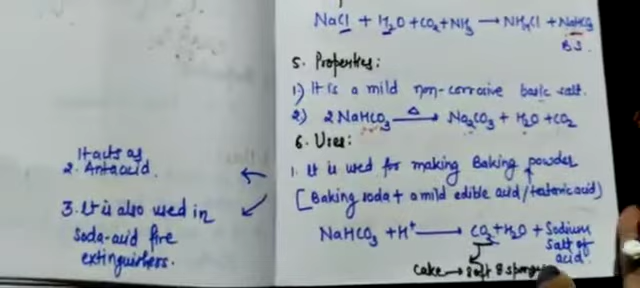 NaCl + H2O + CO2 + NH3 → NH4Cl + NaHCO3
B.S.
5. Properties:
1) It is a mild non-corrosive basic salt.
2) 2 NaHCO3 —Δ→ Na2CO3 + H2O + CO2
6. Uses:
1. It is used for making Baking powder
[Baking soda + a mild edible acid/tartaric acid)
NaHCO3 + H+ → CO2 + H2O + Sodium
salt of
acid
cake → soft & spongy
It acts as
2. Antacid.
3. It is also used in
soda-acid fire
extinguishers.